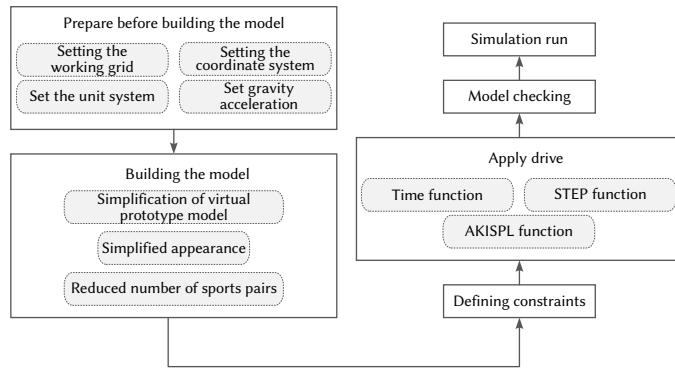 Prepare before building the model
Setting the
working grid
Setting the
coordinate system
Set the unit system
Set gravity
acceleration
Building the model
Simplification of virtual
prototype model
Simplified appearance
Reduced number of sports pairs
Simulation run
Model checking
Apply drive
Time function
STEP function
AKISPL function
Defining constraints